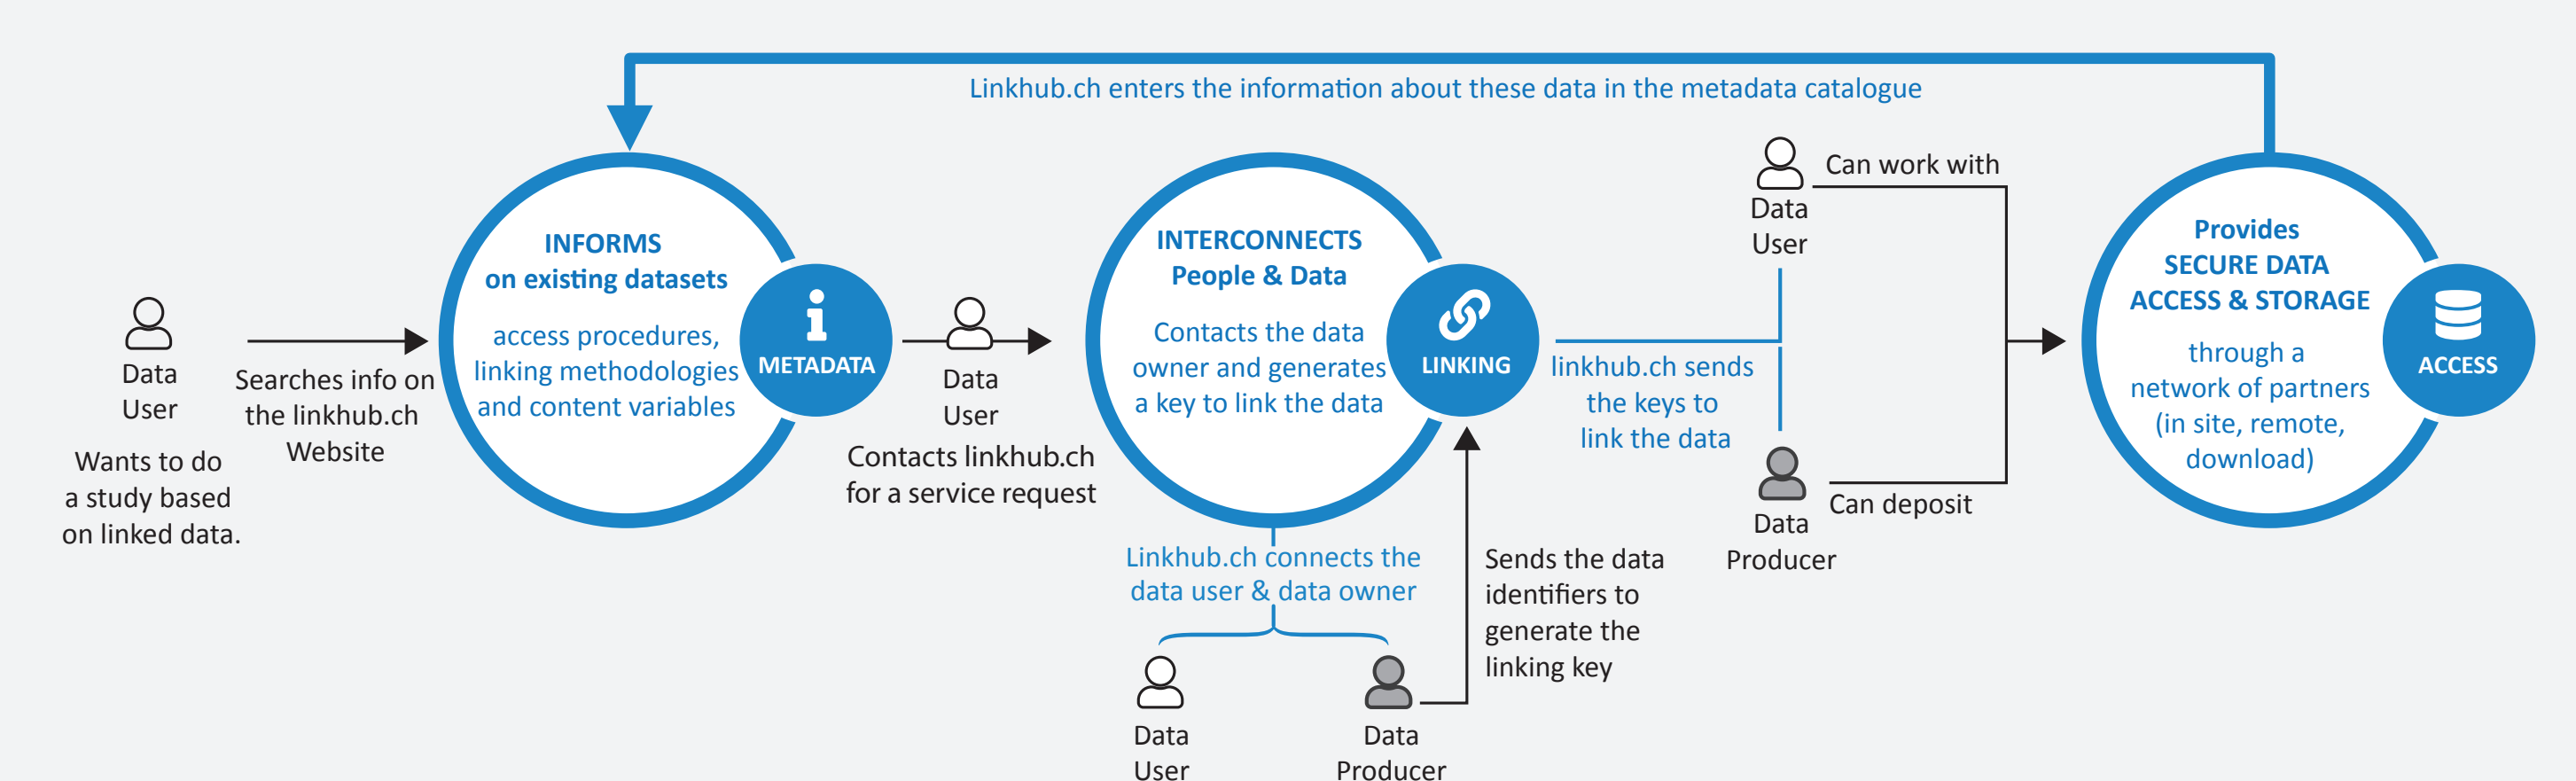 Linkhub.ch enters the information about these data in the metadata catalogue
Data
User
Wants to do
a study based
on linked data.
Searches info on
the linkhub.ch
Website
INFORMS
on existing datasets
access procedures,
linking methodologies
and content variables
METADATA
Data
User
Contacts linkhub.ch
for a service request
INTERCONNECTS
People & Data
Contacts the data
owner and generates
a key to link the data
LINKING
Linkhub.ch connects the
data user & data owner
Data
User
Data
Producer
Sends the data
identifiers to
generate the
linking key
linkhub.ch sends
the keys to
link the data
Data
User
Can work with
Data
Producer
Can deposit
Provides
SECURE DATA
ACCESS & STORAGE
through a
network of partners
(in site, remote,
download)
ACCESS